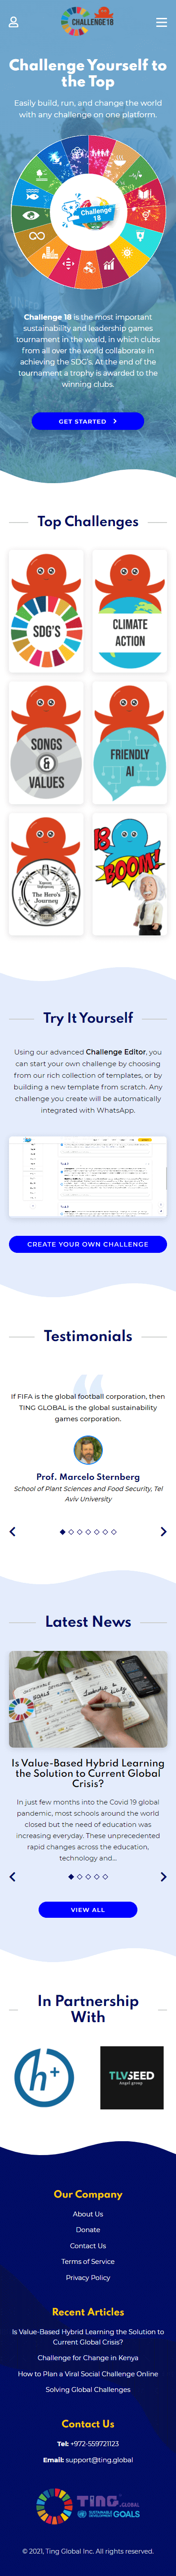 CHALLENGE18
Challenge Yourself to
the Top
Easily build, run, and change the world
with any challenge on one platform.
Challenge
18
Challenge 18 is the most important
sustainability and leadership games
tournament in the world, in which clubs
from all over the world collaborate in
achieving the SDG's. At the end of the
tournament a trophy is awarded to the
winning clubs.
GET STARTED
Top Challenges
SDG'S
CLIMATE
ACTION
SONGS
&
VALUES
FRIENDLY
AI
The Hero's
Journey
BOOM!
Try It Yourself
Using our advanced Challenge Editor, you
can start your own challenge by choosing
from our rich collection of templates, or by
building a new template from scratch. Any
challenge you create will be automatically
integrated with WhatsApp.
CREATE YOUR OWN CHALLENGE
Testimonials
If FIFA is the global football corporation, then
TING GLOBAL is the global sustainability
games corporation.
Prof. Marcelo Sternberg
School of Plant Sciences and Food Security, Tel
Aviv University
Latest News
Is Value-Based Hybrid Learning
the Solution to Current Global
Crisis?
In just few months into the Covid 19 global
pandemic, most schools around the world
closed but the need of education was
increasing everyday. These unprecedented
rapid changes across the education,
technology and...
VIEW ALL
In Partnership
With
h+
TLVSEED
Angel group
Our Company
About Us
Donate
Contact Us
Terms of Service
Privacy Policy
Recent Articles
Is Value-Based Hybrid Learning the Solution to
Current Global Crisis?
Challenge for Change in Kenya
How to Plan a Viral Social Challenge Online
Solving Global Challenges
Contact Us
Tel: +972-559721123
Email: support@ting.global
TING.GLOBAL
SUSTAINABLE
DEVELOPMENT GOALS
© 2021, Ting Global Inc. All rights reserved.